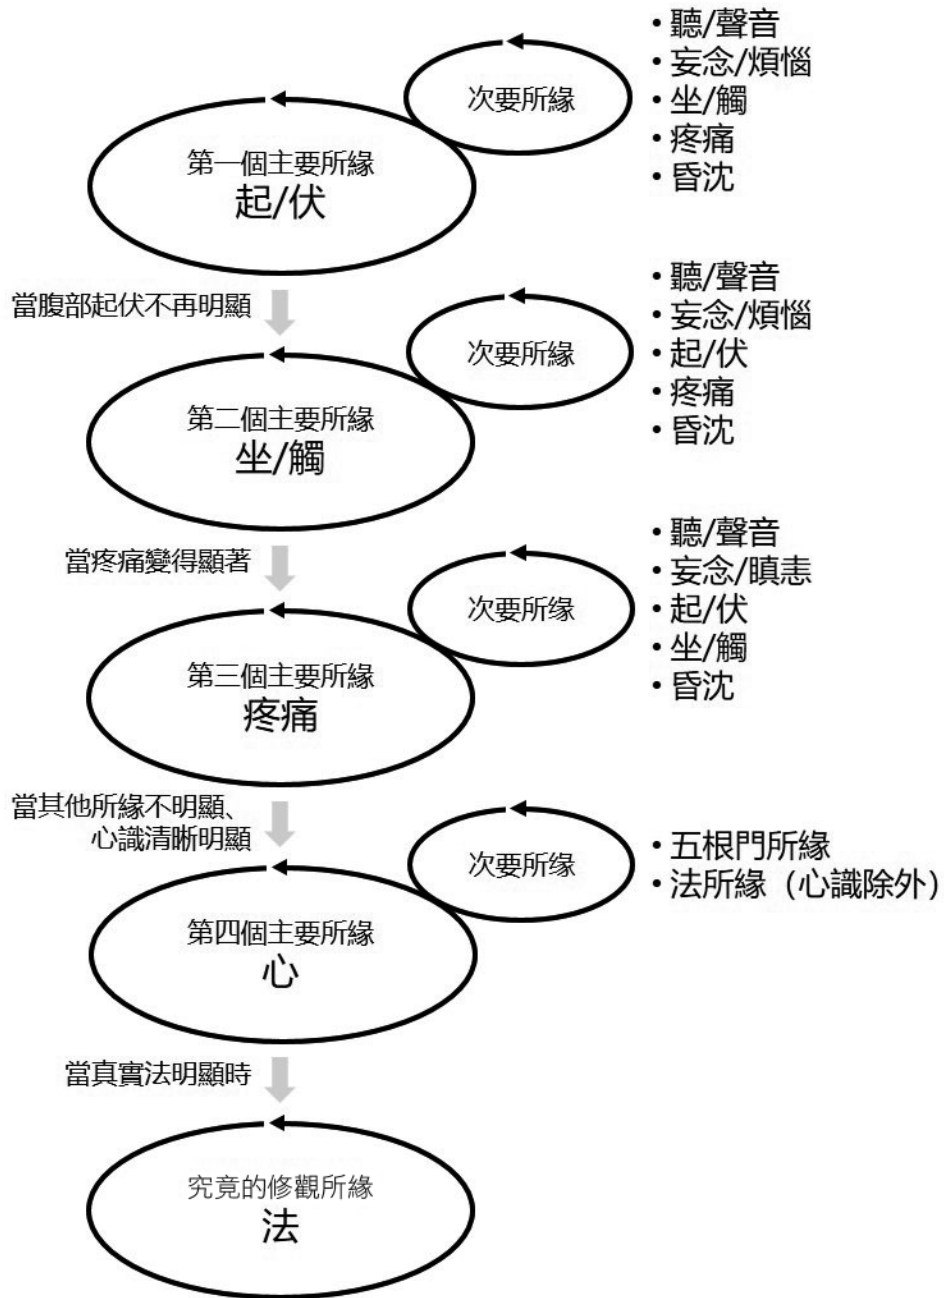 次要所緣
• 聽/聲音
• 妄念/煩惱
• 坐/觸
• 疼痛
• 昏沈
第一個主要所緣
起/伏
當腹部起伏不再明顯
次要所緣
• 聽/聲音
• 妄念/煩惱
• 起/伏
• 疼痛
• 昏沈
第二個主要所緣
坐/觸
當疼痛變得顯著
次要所缘
• 聽/聲音
• 妄念/瞋恚
• 起/伏
• 坐/觸
• 昏沈
第三個主要所緣
疼痛
當其他所緣不明顯、
心識清晰明顯
次要所缘
• 五根門所緣
• 法所緣（心識除外）
第四個主要所緣
心
當真實法明顯時
究竟的修觀所緣
法